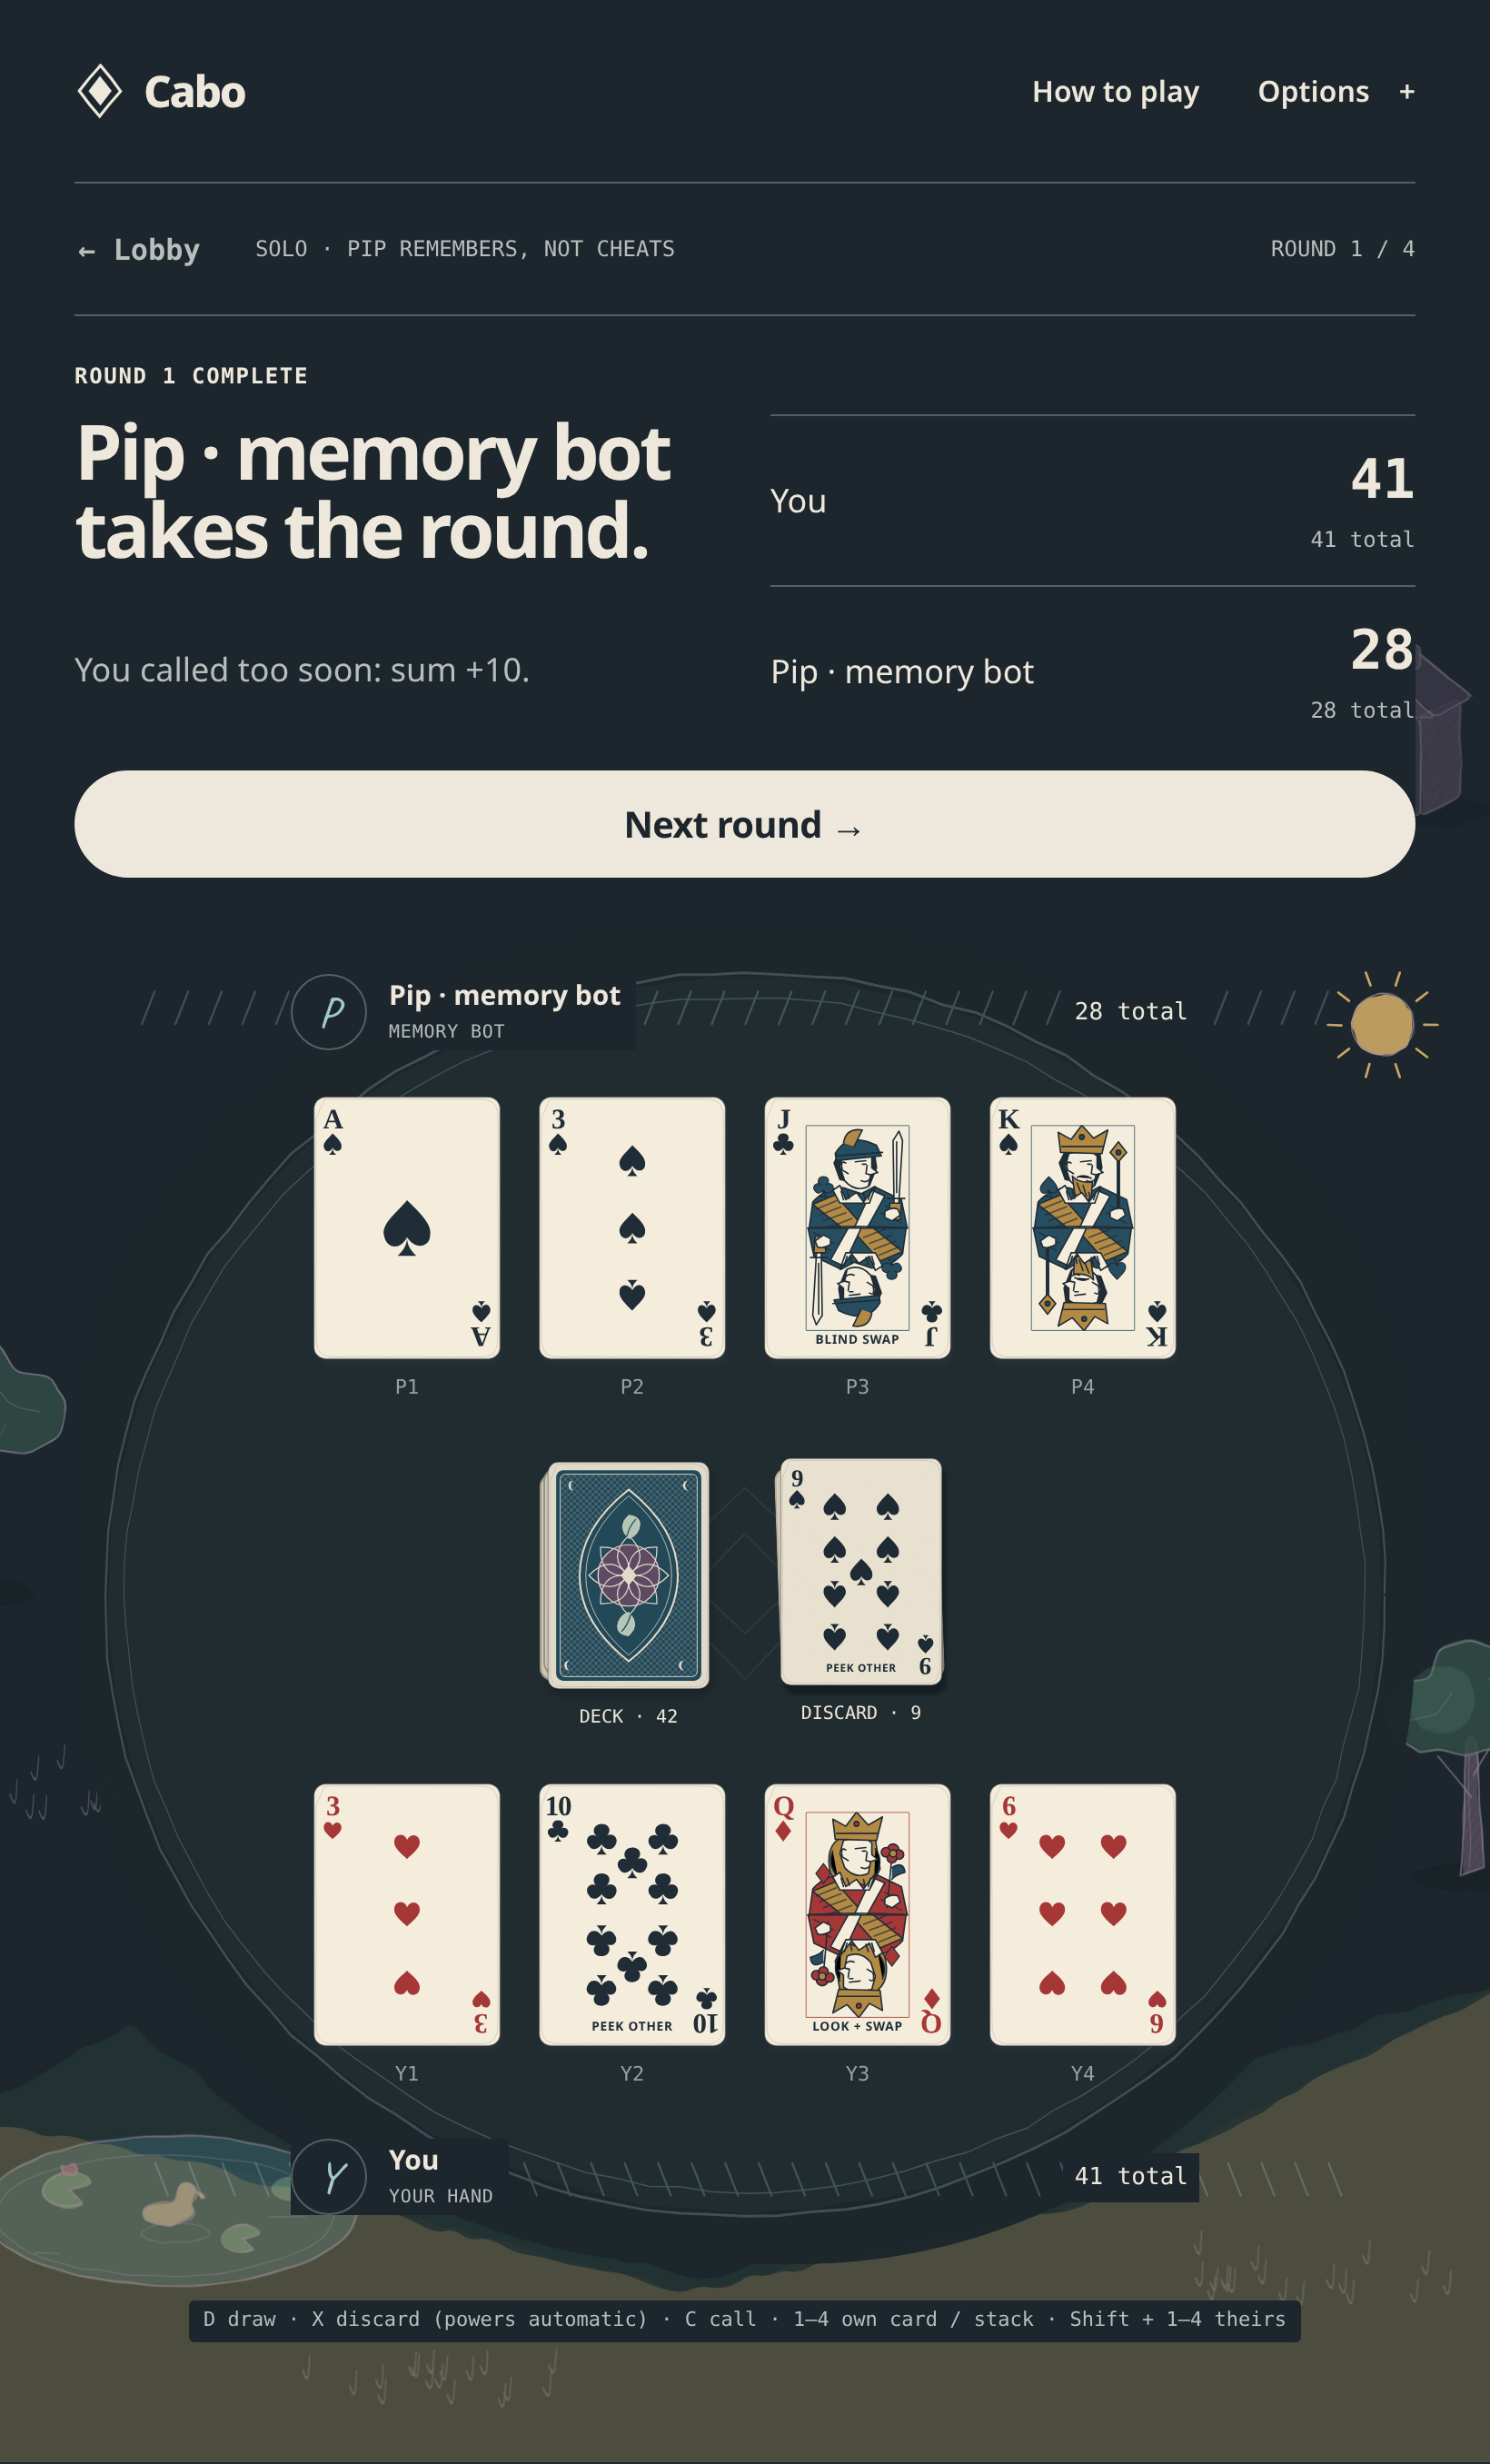 Cabo
How to play
Options +
← Lobby
SOLO · PIP REMEMBERS, NOT CHEATS
ROUND 1 / 4
ROUND 1 COMPLETE
Pip · memory bot
takes the round.
You called too soon: sum +10.
You
41
41 total
Pip · memory bot
28
28 total
Next round →
P
Pip · memory bot
MEMORY BOT
28 total
A
A
3
3
J
BLIND SWAP
J
K
K
P1
P2
P3
P4
9
PEEK OTHER
9
DECK · 42
DISCARD · 9
3
3
10
PEEK OTHER
10
Q
LOOK + SWAP
Q
6
6
Y1
Y2
Y3
Y4
Y
You
YOUR HAND
41 total
D draw · X discard (powers automatic) · C call · 1–4 own card / stack · Shift + 1–4 theirs